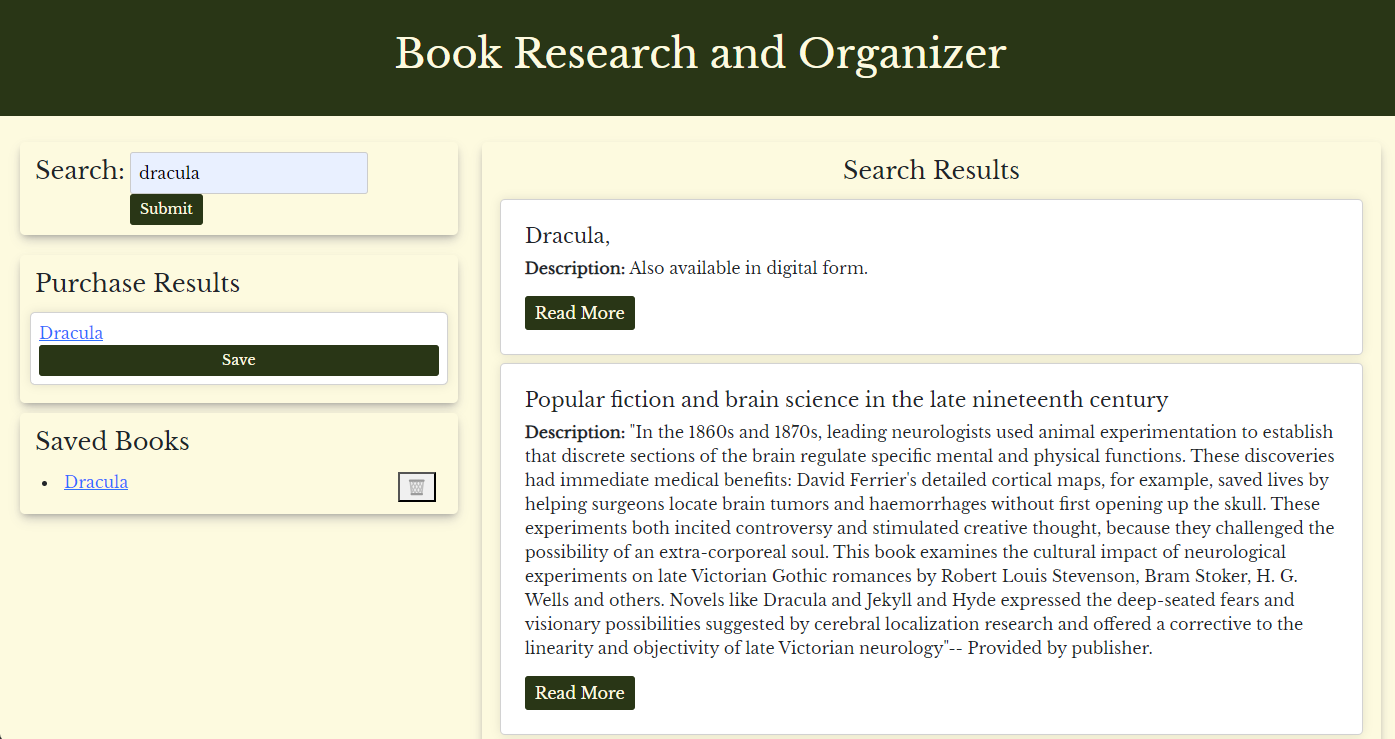 Book Research and Organizer
Search:
dracula
Submit
Purchase Results
Dracula
Save
Saved Books
Dracula
Search Results
Dracula,
Description: Also available in digital form.
Read More
Popular fiction and brain science in the late nineteenth century
Description: "In the 1860s and 1870s, leading neurologists used animal experimentation to establish
that discrete sections of the brain regulate specific mental and physical functions. These discoveries
had immediate medical benefits: David Ferrier's detailed cortical maps, for example, saved lives by
helping surgeons locate brain tumors and haemorrhages without first opening up the skull. These
experiments both incited controversy and stimulated creative thought, because they challenged the
possibility of an extra-corporeal soul. This book examines the cultural impact of neurological
experiments on late Victorian Gothic romances by Robert Louis Stevenson, Bram Stoker, H. G.
Wells and others. Novels like Dracula and Jekyll and Hyde expressed the deep-seated fears and
visionary possibilities suggested by cerebral localization research and offered a corrective to the
linearity and objectivity of late Victorian neurology"-- Provided by publisher.
Read More